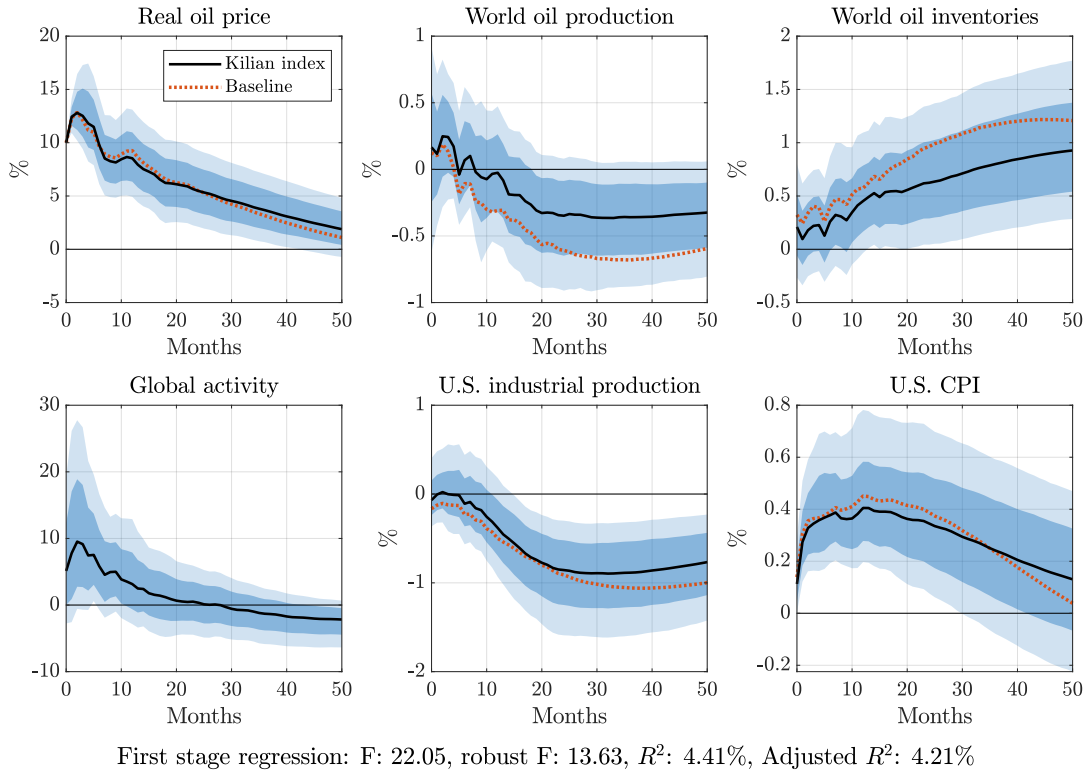 Real oil price
World oil production
World oil inventories
20
15
10
5
0
-5
%
Kilian index
Baseline
0 10 20 30 40 50
Months
1
0.5
0
-0.5
-1
%
0 10 20 30 40 50
Months
2
1.5
1
0.5
0
-0.5
%
0 10 20 30 40 50
Months
Global activity
U.S. industrial production
U.S. CPI
30
20
10
0
-10
%
0 10 20 30 40 50
Months
1
0
-1
-2
%
0 10 20 30 40 50
Months
0.8
0.6
0.4
0.2
0
-0.2
%
0 10 20 30 40 50
Months
First stage regression: F: 22.05, robust F: 13.63, R²: 4.41%, Adjusted R²: 4.21%